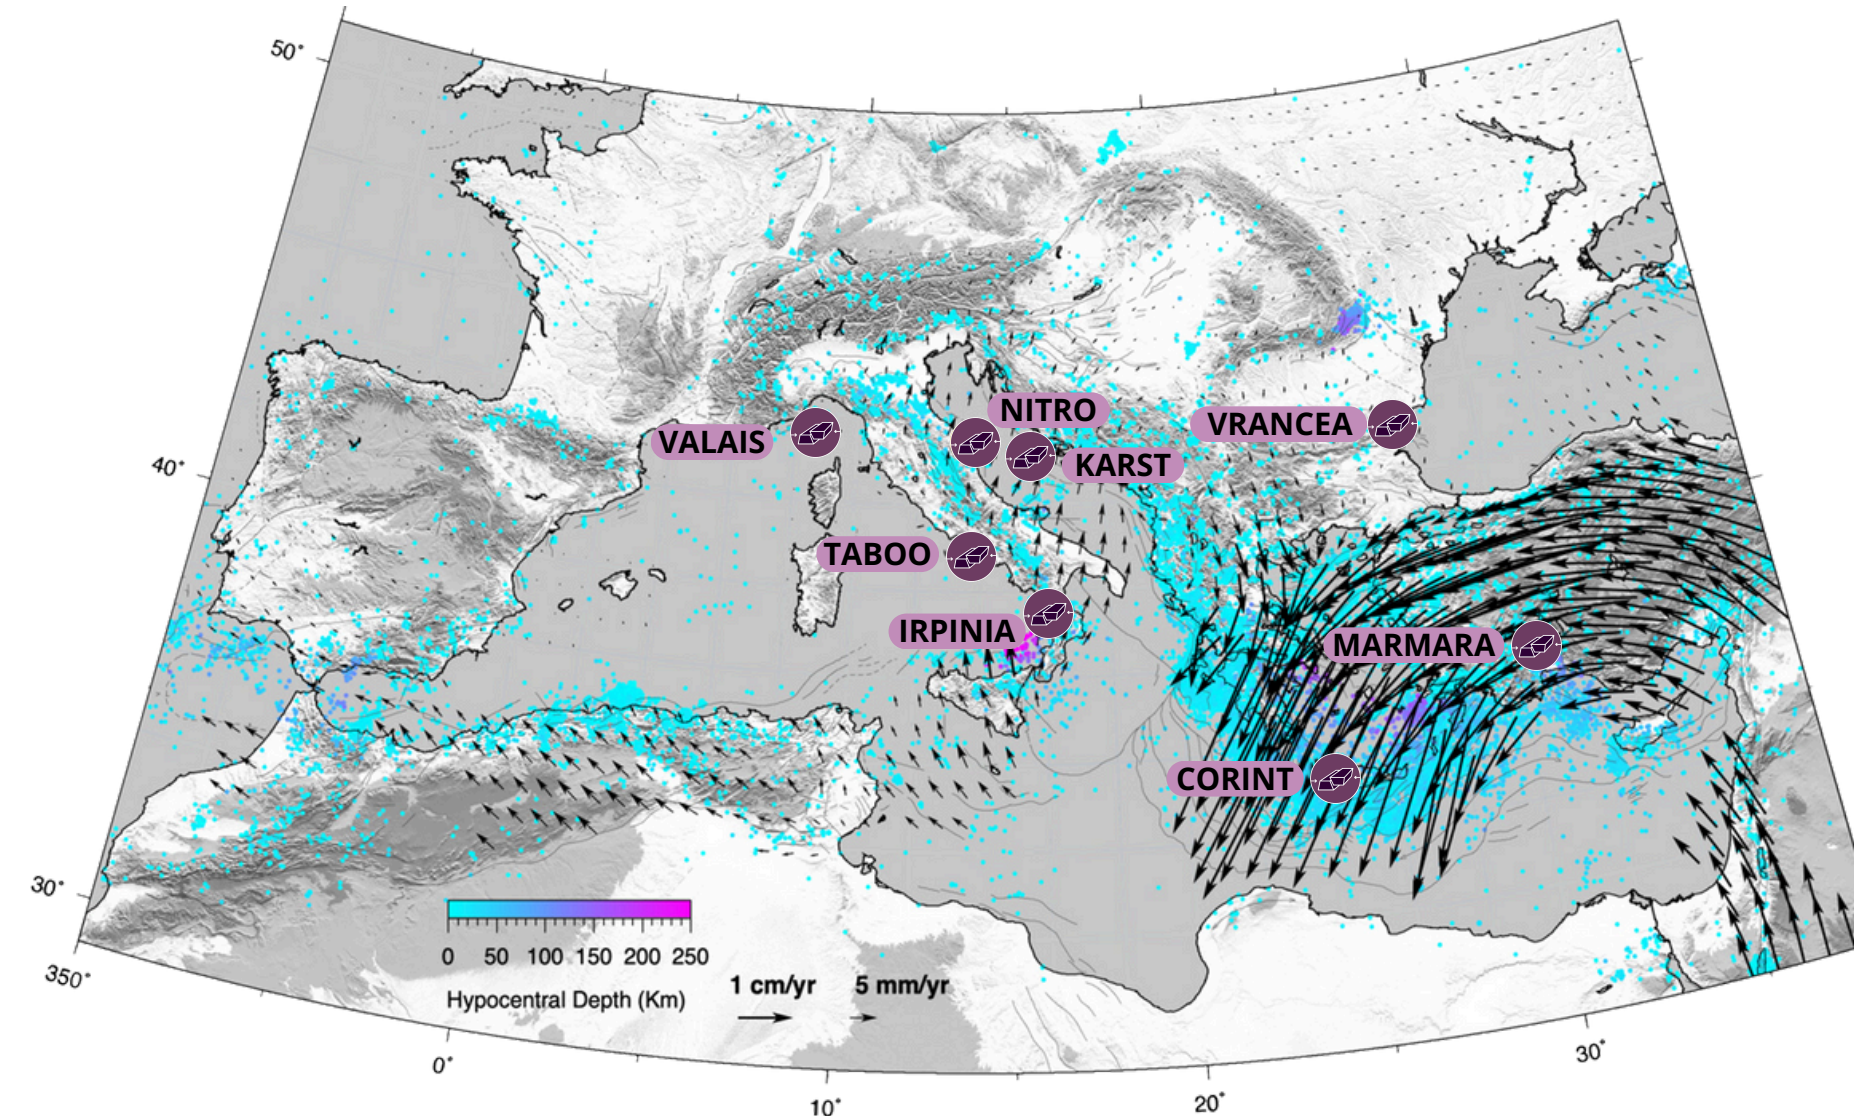 50°
NITRO
VRANCEA
VALAIS
KARST
40°
TABOO
IRPINIA
MARMARA
CORINT
30°
0 50 100 150 200 250
Hypocentral Depth (Km)
1 cm/yr 5 mm/yr
350°
0°
10°
20°
30°